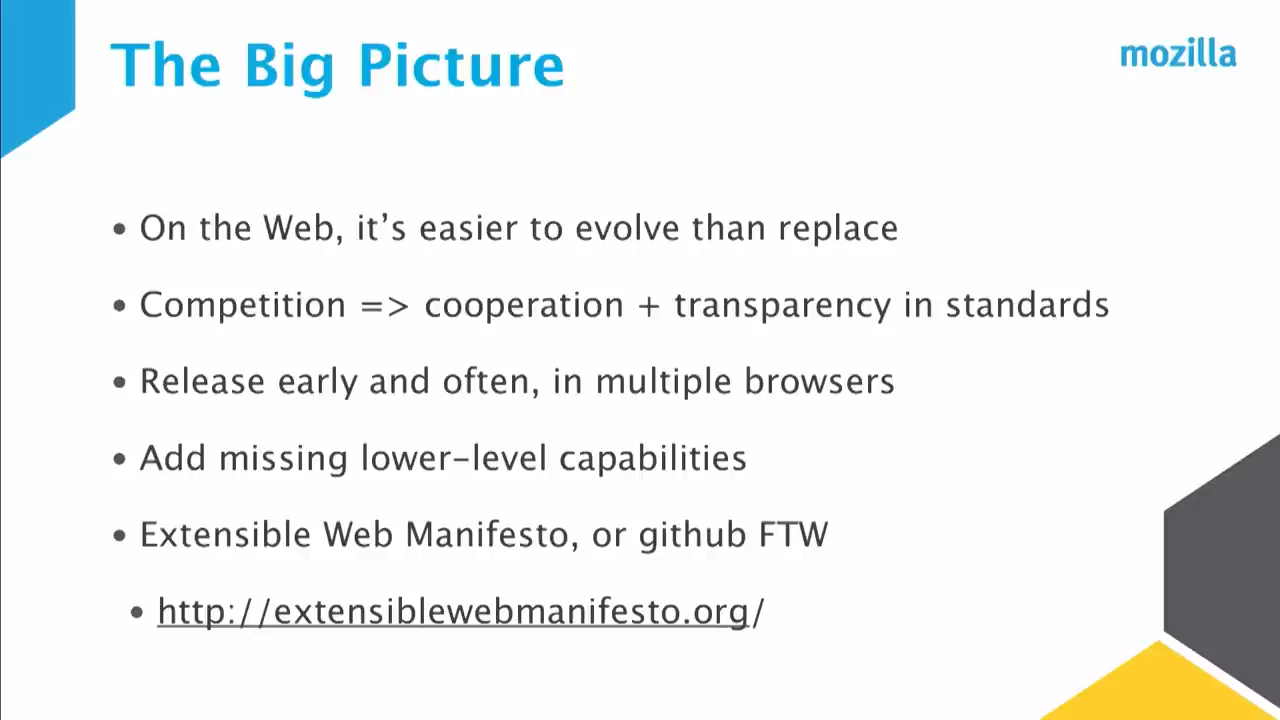 The Big Picture
mozilla
• On the Web, it’s easier to evolve than replace
• Competition => cooperation + transparency in standards
• Release early and often, in multiple browsers
• Add missing lower-level capabilities
• Extensible Web Manifesto, or github FTW
• http://extensiblewebmanifesto.org/